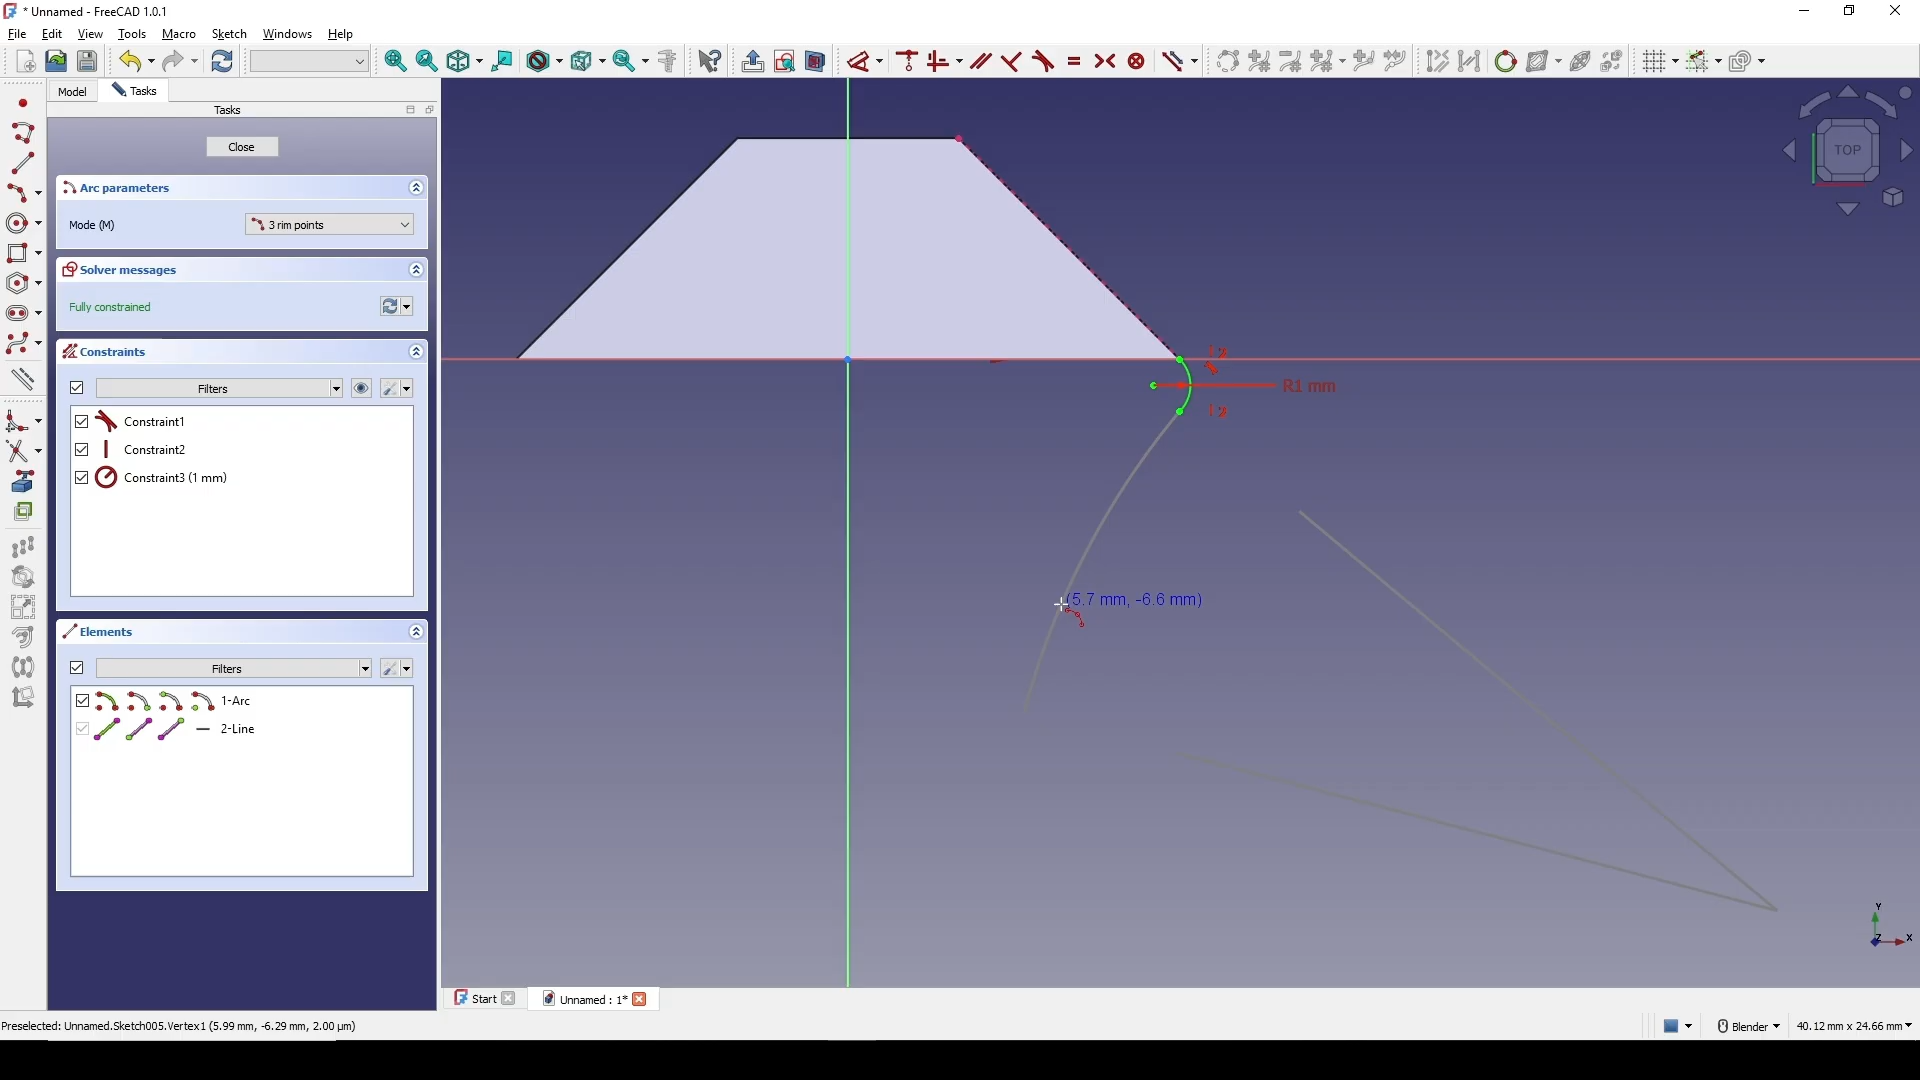 * Unnamed - FreeCAD 1.0.1
File Edit View Tools Macro Sketch Windows Help
Model Tasks
Tasks
Close
Arc parameters
Mode (M) 3 rim points
Solver messages
Fully constrained
Constraints
Filters
Constraint1
Constraint2
Constraint3 (1 mm)
Elements
Filters
1-Arc
2-Line
TOP
R1 mm
(5.7 mm, -6.6 mm)
Y
Z
X
Start Unnamed : 1*
Preselected: Unnamed.Sketch005.Vertex1 (5.99 mm, -6.29 mm, 2.00 µm)
Blender 40.12 mm x 24.66 mm